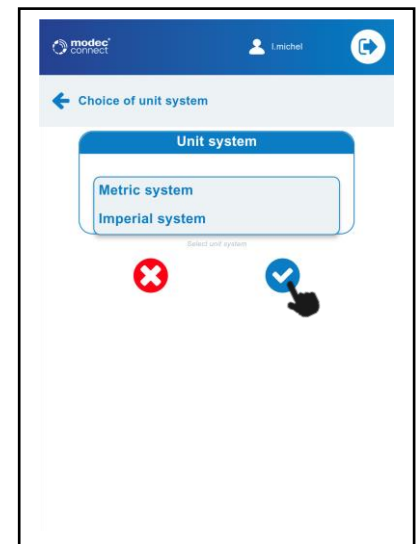 modec
connect
l.michel
Choice of unit system
Unit system
Metric system
Imperial system
Select unit system